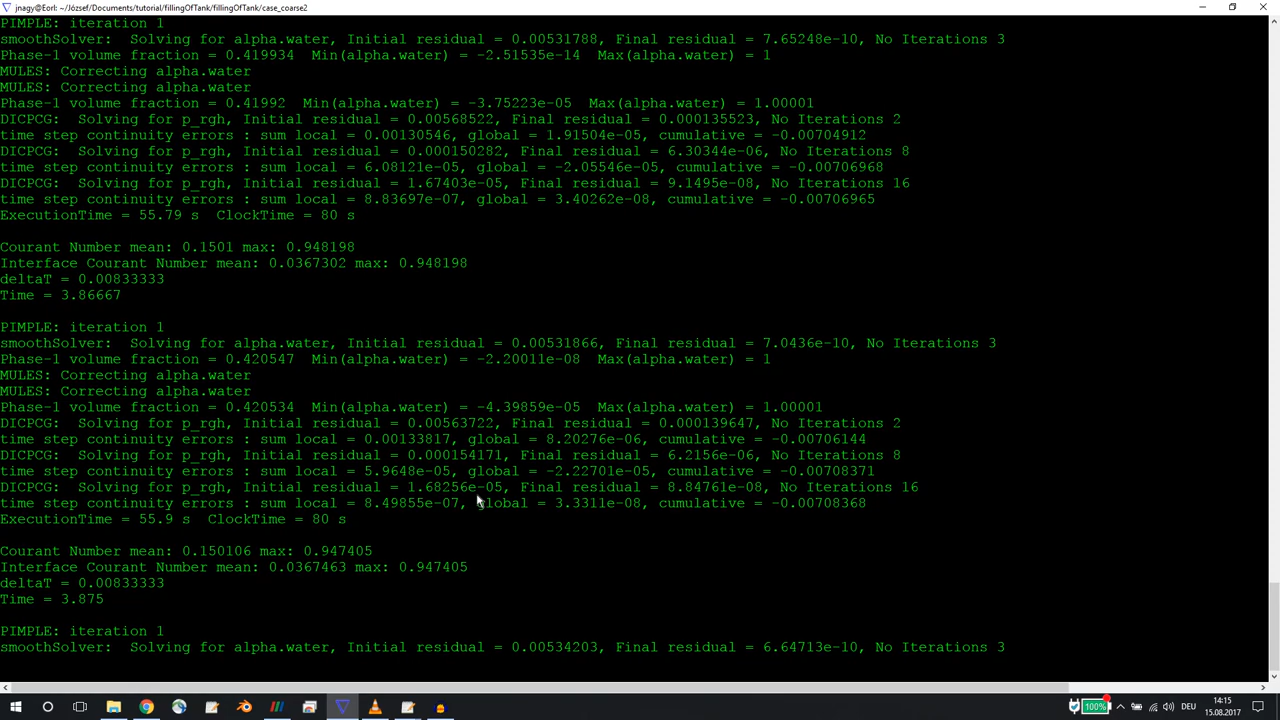 jnagy@Eorl: ~/József/Documents/tutorial/fillingOfTank/fillingOfTank/case_coarse2
PIMPLE: iteration 1
smoothSolver:  Solving for alpha.water, Initial residual = 0.00531788, Final residual = 7.65248e-10, No Iterations 3
Phase-1 volume fraction = 0.419934  Min(alpha.water) = -2.51535e-14  Max(alpha.water) = 1
MULES: Correcting alpha.water
MULES: Correcting alpha.water
Phase-1 volume fraction = 0.41992  Min(alpha.water) = -3.75223e-05  Max(alpha.water) = 1.00001
DICPCG:  Solving for p_rgh, Initial residual = 0.00568522, Final residual = 0.000135523, No Iterations 2
time step continuity errors : sum local = 0.00130546, global = 1.91504e-05, cumulative = -0.00704912
DICPCG:  Solving for p_rgh, Initial residual = 0.000150282, Final residual = 6.30344e-06, No Iterations 8
time step continuity errors : sum local = 6.08121e-05, global = -2.05546e-05, cumulative = -0.00706968
DICPCG:  Solving for p_rgh, Initial residual = 1.67403e-05, Final residual = 9.1495e-08, No Iterations 16
time step continuity errors : sum local = 8.83697e-07, global = 3.40262e-08, cumulative = -0.00706965
ExecutionTime = 55.79 s  ClockTime = 80 s
Courant Number mean: 0.1501 max: 0.948198
Interface Courant Number mean: 0.0367302 max: 0.948198
deltaT = 0.00833333
Time = 3.86667
PIMPLE: iteration 1
smoothSolver:  Solving for alpha.water, Initial residual = 0.00531866, Final residual = 7.0436e-10, No Iterations 3
Phase-1 volume fraction = 0.420547  Min(alpha.water) = -2.20011e-08  Max(alpha.water) = 1
MULES: Correcting alpha.water
MULES: Correcting alpha.water
Phase-1 volume fraction = 0.420534  Min(alpha.water) = -4.39859e-05  Max(alpha.water) = 1.00001
DICPCG:  Solving for p_rgh, Initial residual = 0.00563722, Final residual = 0.000139647, No Iterations 2
time step continuity errors : sum local = 0.00133817, global = 8.20276e-06, cumulative = -0.00706144
DICPCG:  Solving for p_rgh, Initial residual = 0.000154171, Final residual = 6.2156e-06, No Iterations 8
time step continuity errors : sum local = 5.9648e-05, global = -2.22701e-05, cumulative = -0.00708371
DICPCG:  Solving for p_rgh, Initial residual = 1.68256e-05, Final residual = 8.84761e-08, No Iterations 16
time step continuity errors : sum local = 8.49855e-07, global = 3.3311e-08, cumulative = -0.00708368
ExecutionTime = 55.9 s  ClockTime = 80 s
Courant Number mean: 0.150106 max: 0.947405
Interface Courant Number mean: 0.0367463 max: 0.947405
deltaT = 0.00833333
Time = 3.875
PIMPLE: iteration 1
smoothSolver:  Solving for alpha.water, Initial residual = 0.00534203, Final residual = 6.64713e-10, No Iterations 3
100% DEU 14:15
15.08.2017